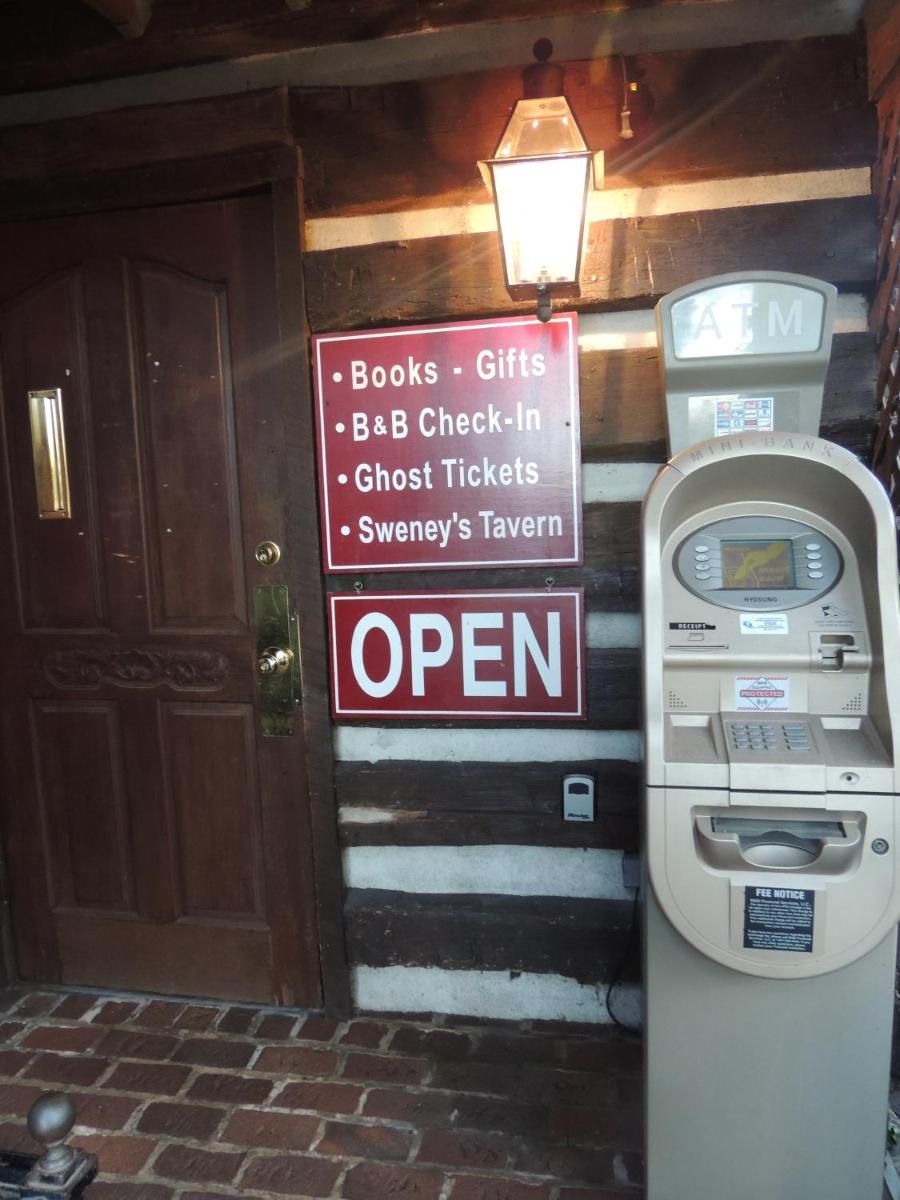 ATM
• Books - Gifts
• B&B Check-In
• Ghost Tickets
• Sweney's Tavern
OPEN
MINI-BANK
HYOSUNG
RECEIPT
PROTECTED
FEE NOTICE